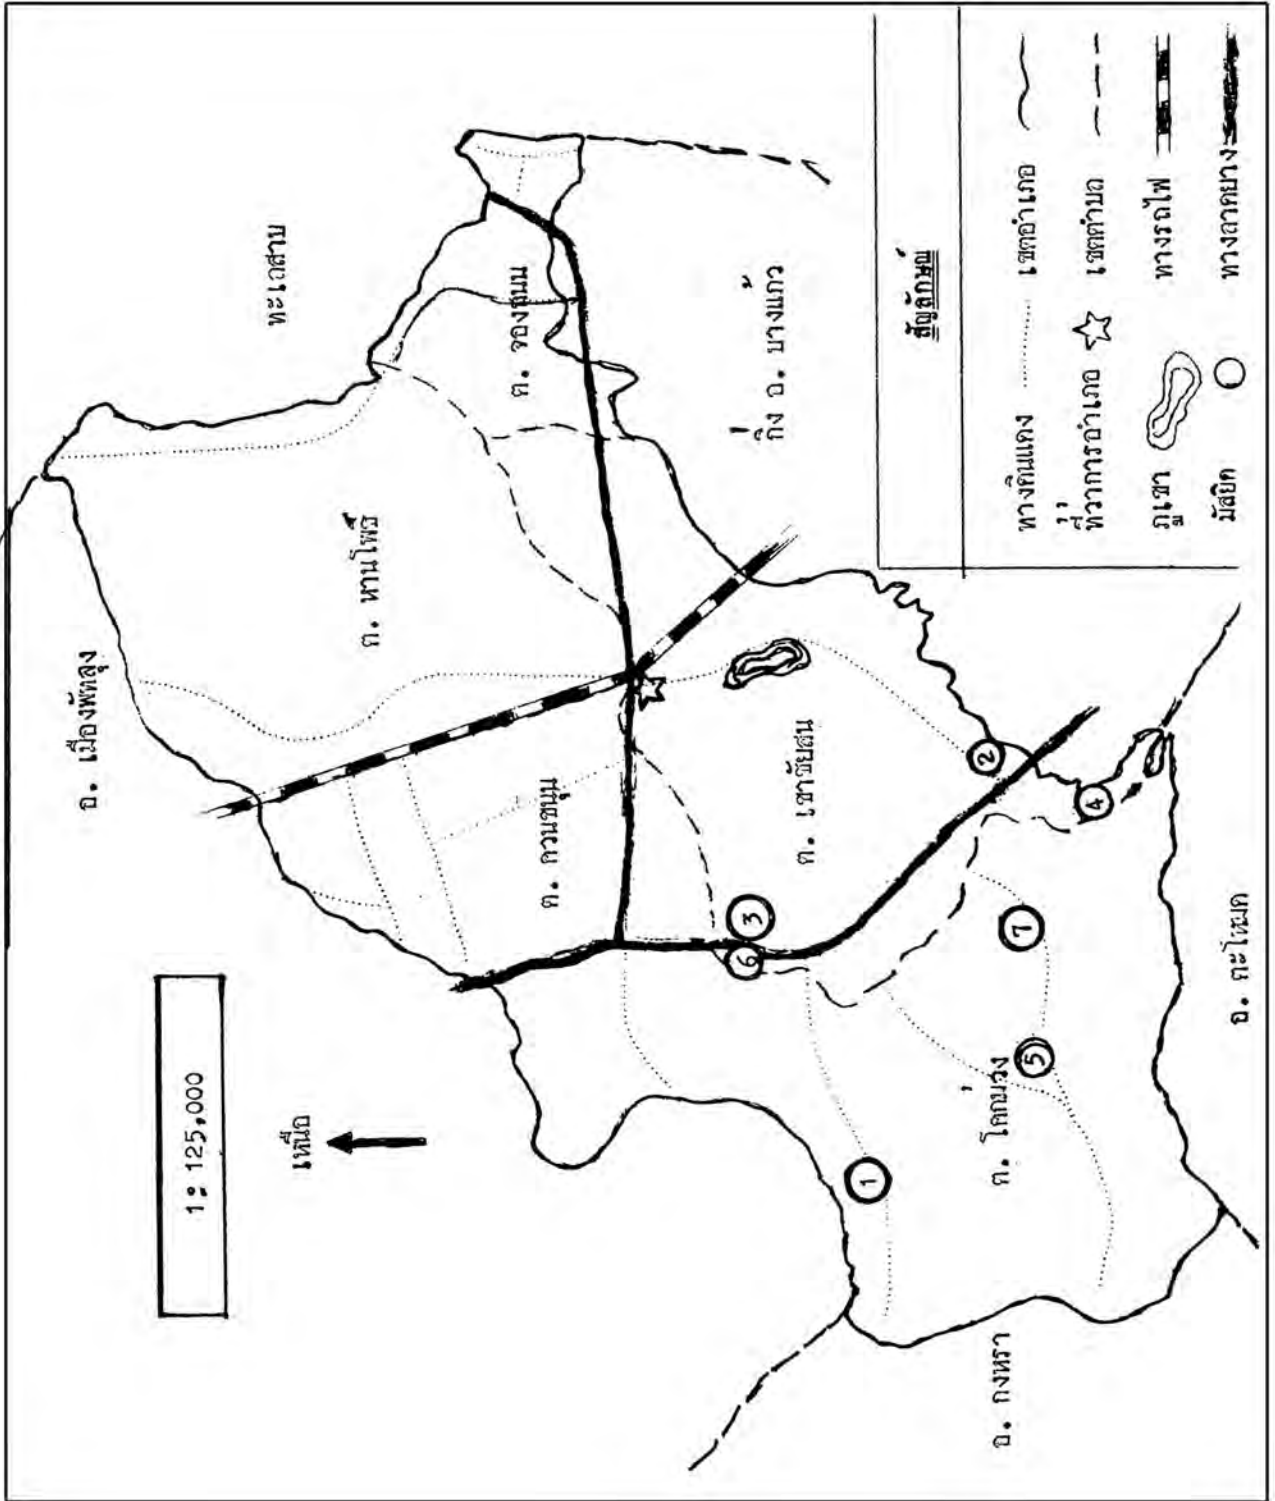 1: 125,000
เหนือ
ทะเลสาบ
อ. เมืองพัทลุง
ต. หานโพธิ์
ต. จองถนน
กิ่ง อ. บางแก้ว
ต. ควนขนุน
ต. เขาชัยสน
ต. โคกม่วง
อ. กงหรา
อ. ตะโหมด
1
2
3
4
5
6
7
สัญลักษณ์
ทางดินแดง
เขตอำเภอ
ที่ว่าการอำเภอ
เขตตำบล
ภูเขา
ทางรถไฟ
มัสยิด
ทางลาดยาง